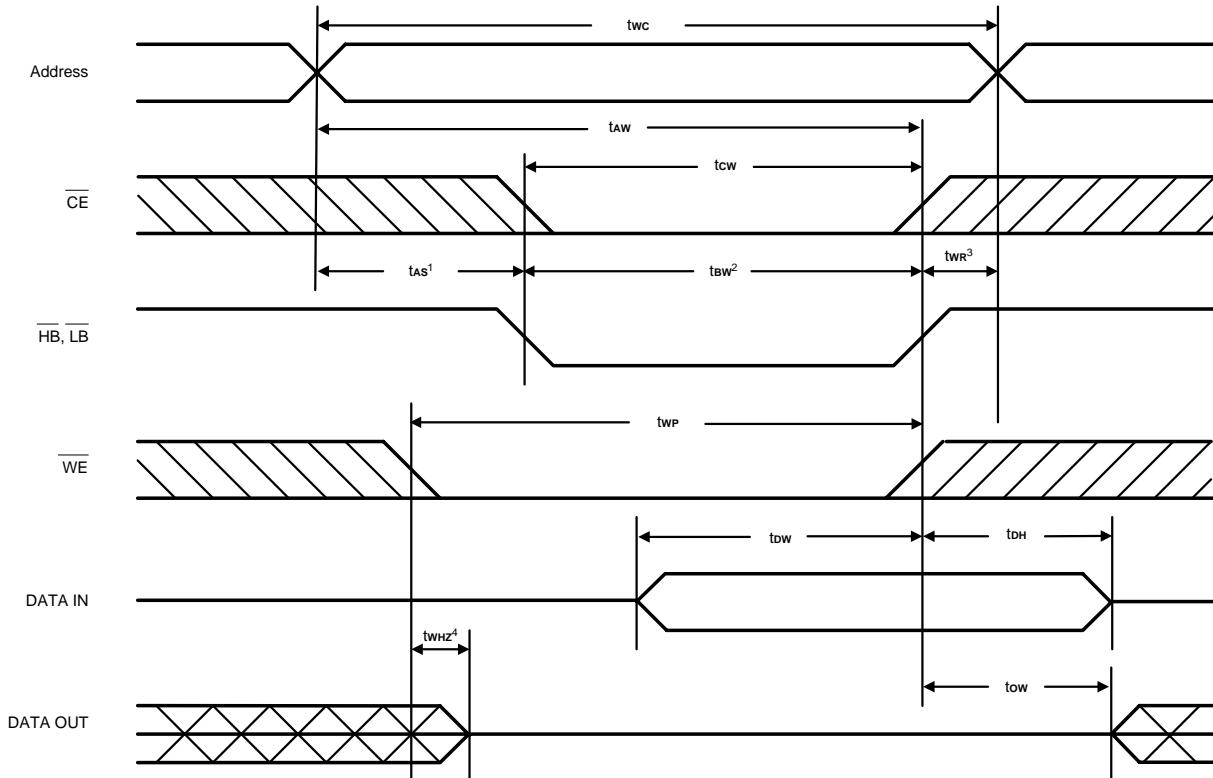 tWC
Address
tAW
tCW
CE
tAS¹
tBW²
tWR³
HB, LB
tWP
WE
tDW
tDH
DATA IN
tWHZ⁴
tOW
DATA OUT